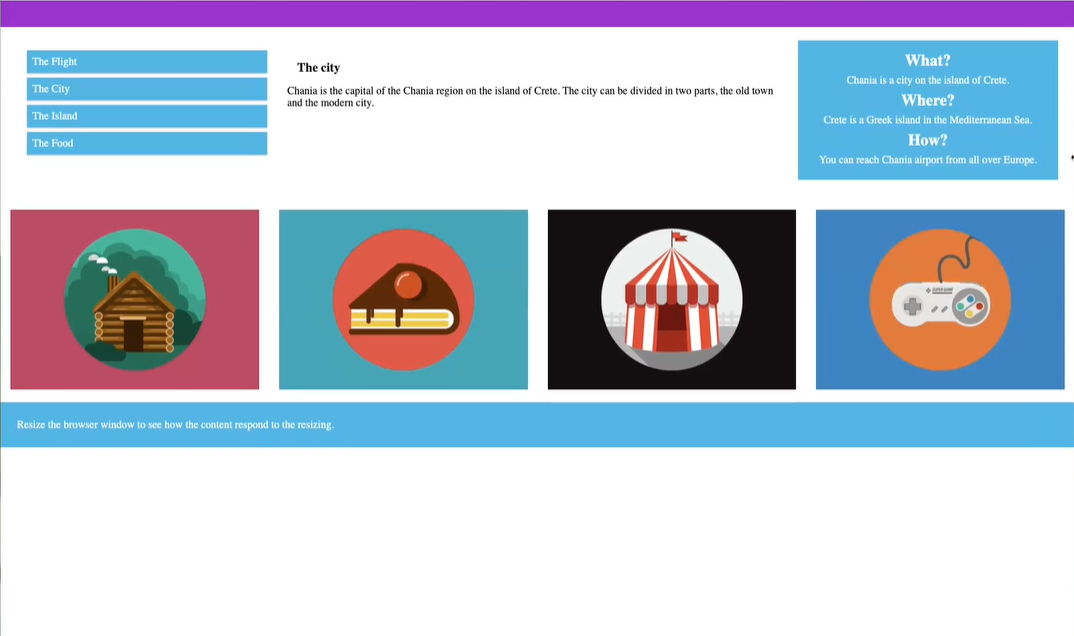 The Flight
The City
The Island
The Food
The city
Chania is the capital of the Chania region on the island of Crete. The city can be divided in two parts, the old town
and the modern city.
What?
Chania is a city on the island of Crete.
Where?
Crete is a Greek island in the Mediterranean Sea.
How?
You can reach Chania airport from all over Europe.
Resize the browser window to see how the content respond to the resizing.